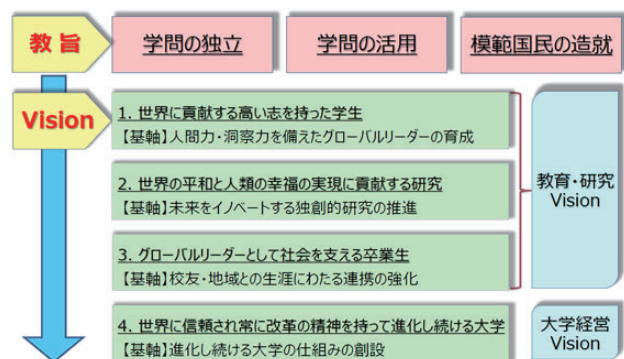 教旨
学問の独立
学問の活用
模範国民の造就
Vision
1. 世界に貢献する高い志を持った学生
【基軸】人間力・洞察力を備えたグローバルリーダーの育成
2. 世界の平和と人類の幸福の実現に貢献する研究
【基軸】未来をイノベートする独創的研究の推進
3. グローバルリーダーとして社会を支える卒業生
【基軸】校友・地域との生涯にわたる連携の強化
教育・研究
Vision
4. 世界に信頼され常に改革の精神を持って進化し続ける大学
【基軸】進化し続ける大学の仕組みの創設
大学経営
Vision